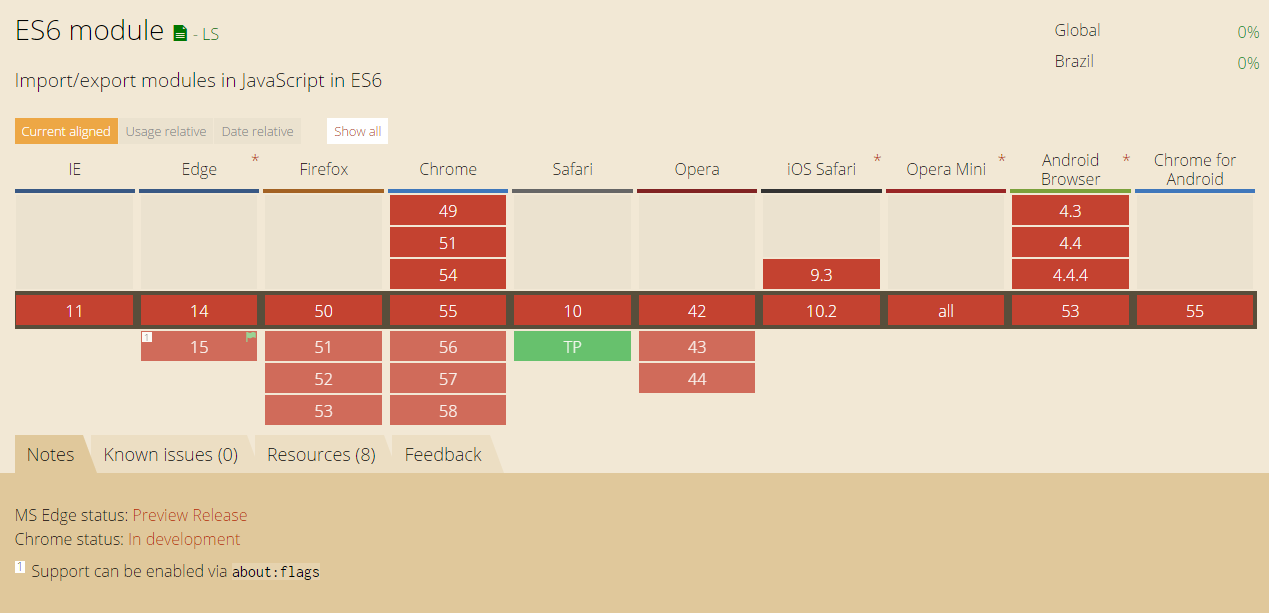 ES6 module - LS
Global 0%
Brazil 0%
Import/export modules in JavaScript in ES6
Current aligned Usage relative Date relative Show all
IE Edge * Firefox Chrome Safari Opera iOS Safari * Opera Mini * Android Browser * Chrome for Android
49 4.3
51 4.4
54 9.3 4.4.4
11 14 50 55 10 42 10.2 all 53 55
1 15 51 56 TP 43
52 57 44
53 58
Notes Known issues (0) Resources (8) Feedback
MS Edge status: Preview Release
Chrome status: In development
1 Support can be enabled via about:flags